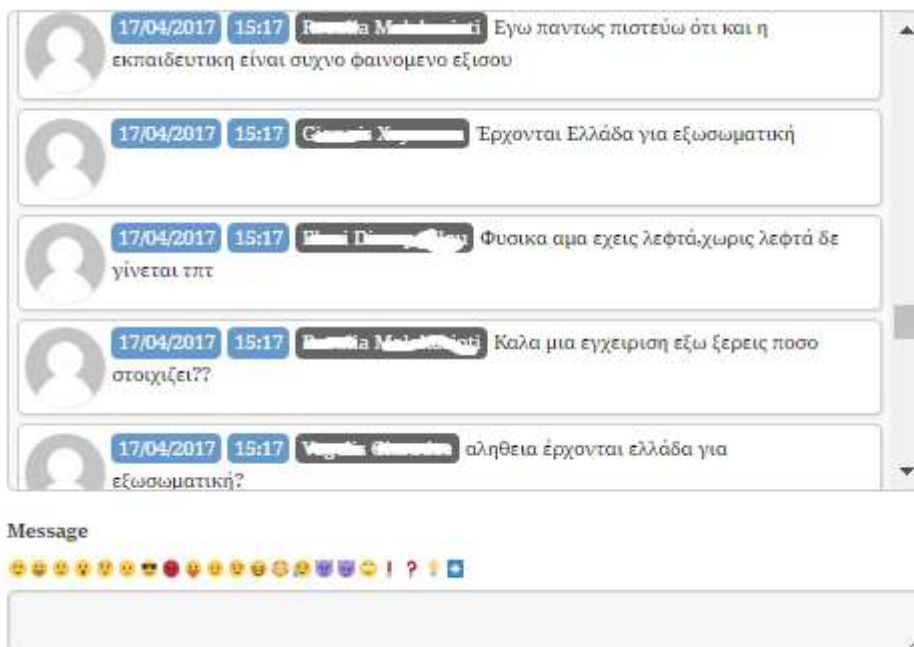 17/04/2017 15:17 Εγω παντως πιστεύω ότι και η
εκπαιδευτικη είναι συχνο φαινομενο εξισου
17/04/2017 15:17 Έρχονται Ελλάδα για εξωσωματική
17/04/2017 15:17 Φυσικα αμα εχεις λεφτά,χωρις λεφτά δε
γίνεται τπτ
17/04/2017 15:17 Καλα μια εγχειριση εξω ξερεις ποσο
στοιχιζει??
17/04/2017 15:17 αληθεια έρχονται ελλάδα για
εξωσωματική?
Message